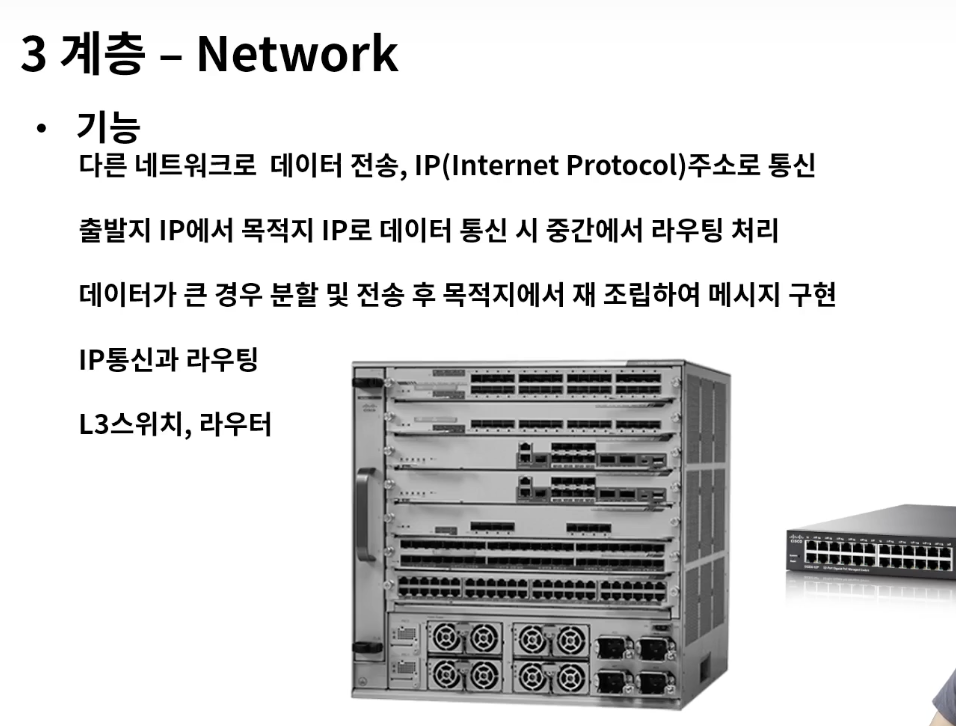 3 계층 – Network
• 기능
다른 네트워크로 데이터 전송, IP(Internet Protocol)주소로 통신
출발지 IP에서 목적지 IP로 데이터 통신 시 중간에서 라우팅 처리
데이터가 큰 경우 분할 및 전송 후 목적지에서 재 조립하여 메시지 구현
IP통신과 라우팅
L3스위치, 라우터
CISCO